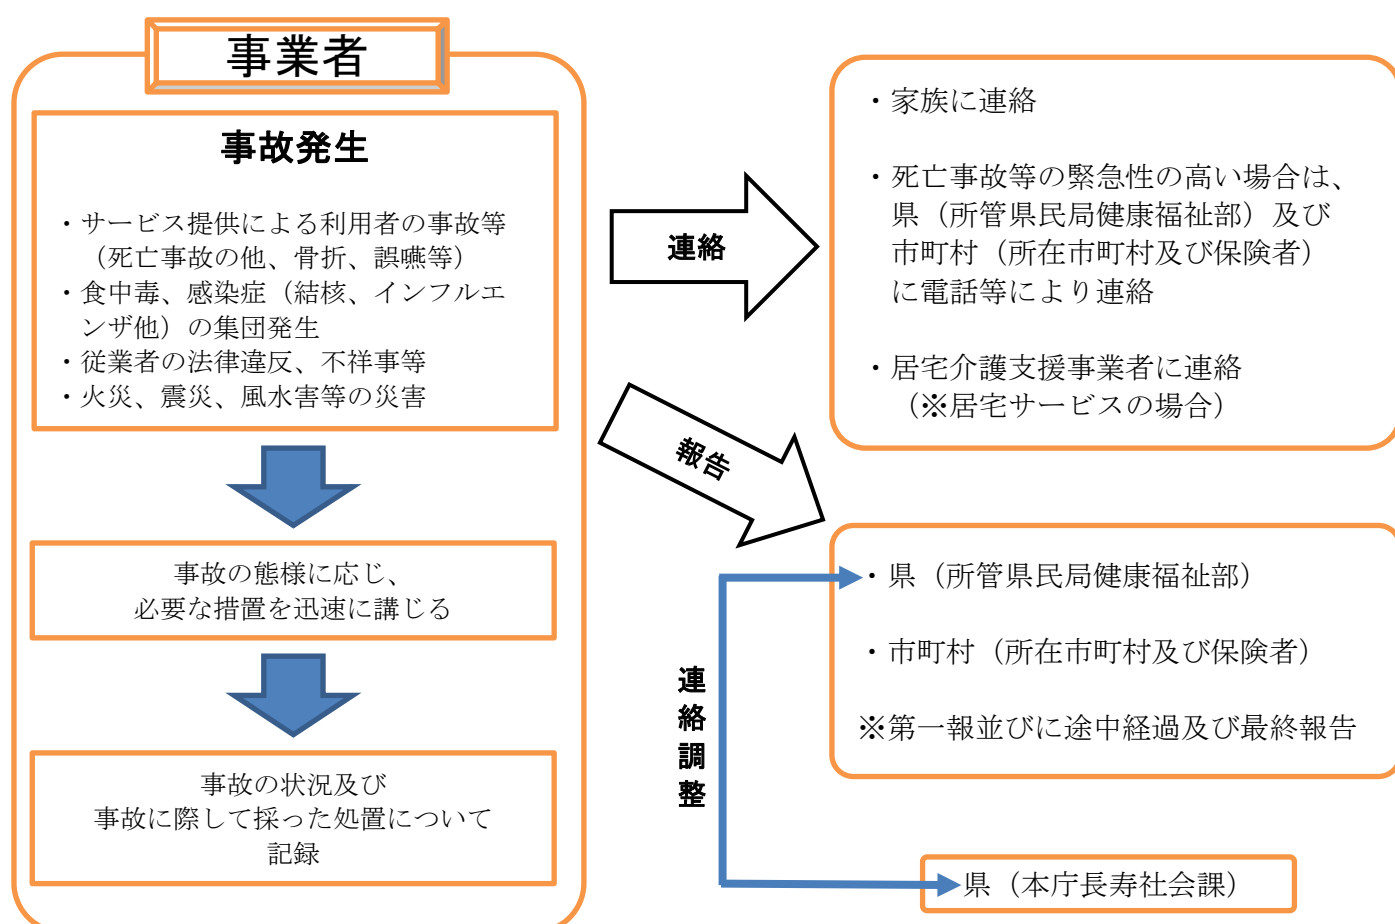 事業者
事故発生
・サービス提供による利用者の事故等
（死亡事故の他、骨折、誤嚥等）
・食中毒、感染症（結核、インフルエ
ンザ他）の集団発生
・従業者の法律違反、不祥事等
・火災、震災、風水害等の災害
事故の態様に応じ、
必要な措置を迅速に講じる
事故の状況及び
事故に際して採った処置について
記録
連絡
・家族に連絡
・死亡事故等の緊急性の高い場合は、
県（所管県民局健康福祉部）及び
市町村（所在市町村及び保険者）
に電話等により連絡
・居宅介護支援事業者に連絡
（※居宅サービスの場合）
報告
・県（所管県民局健康福祉部）
・市町村（所在市町村及び保険者）
※第一報並びに途中経過及び最終報告
連絡調整
県（本庁長寿社会課）